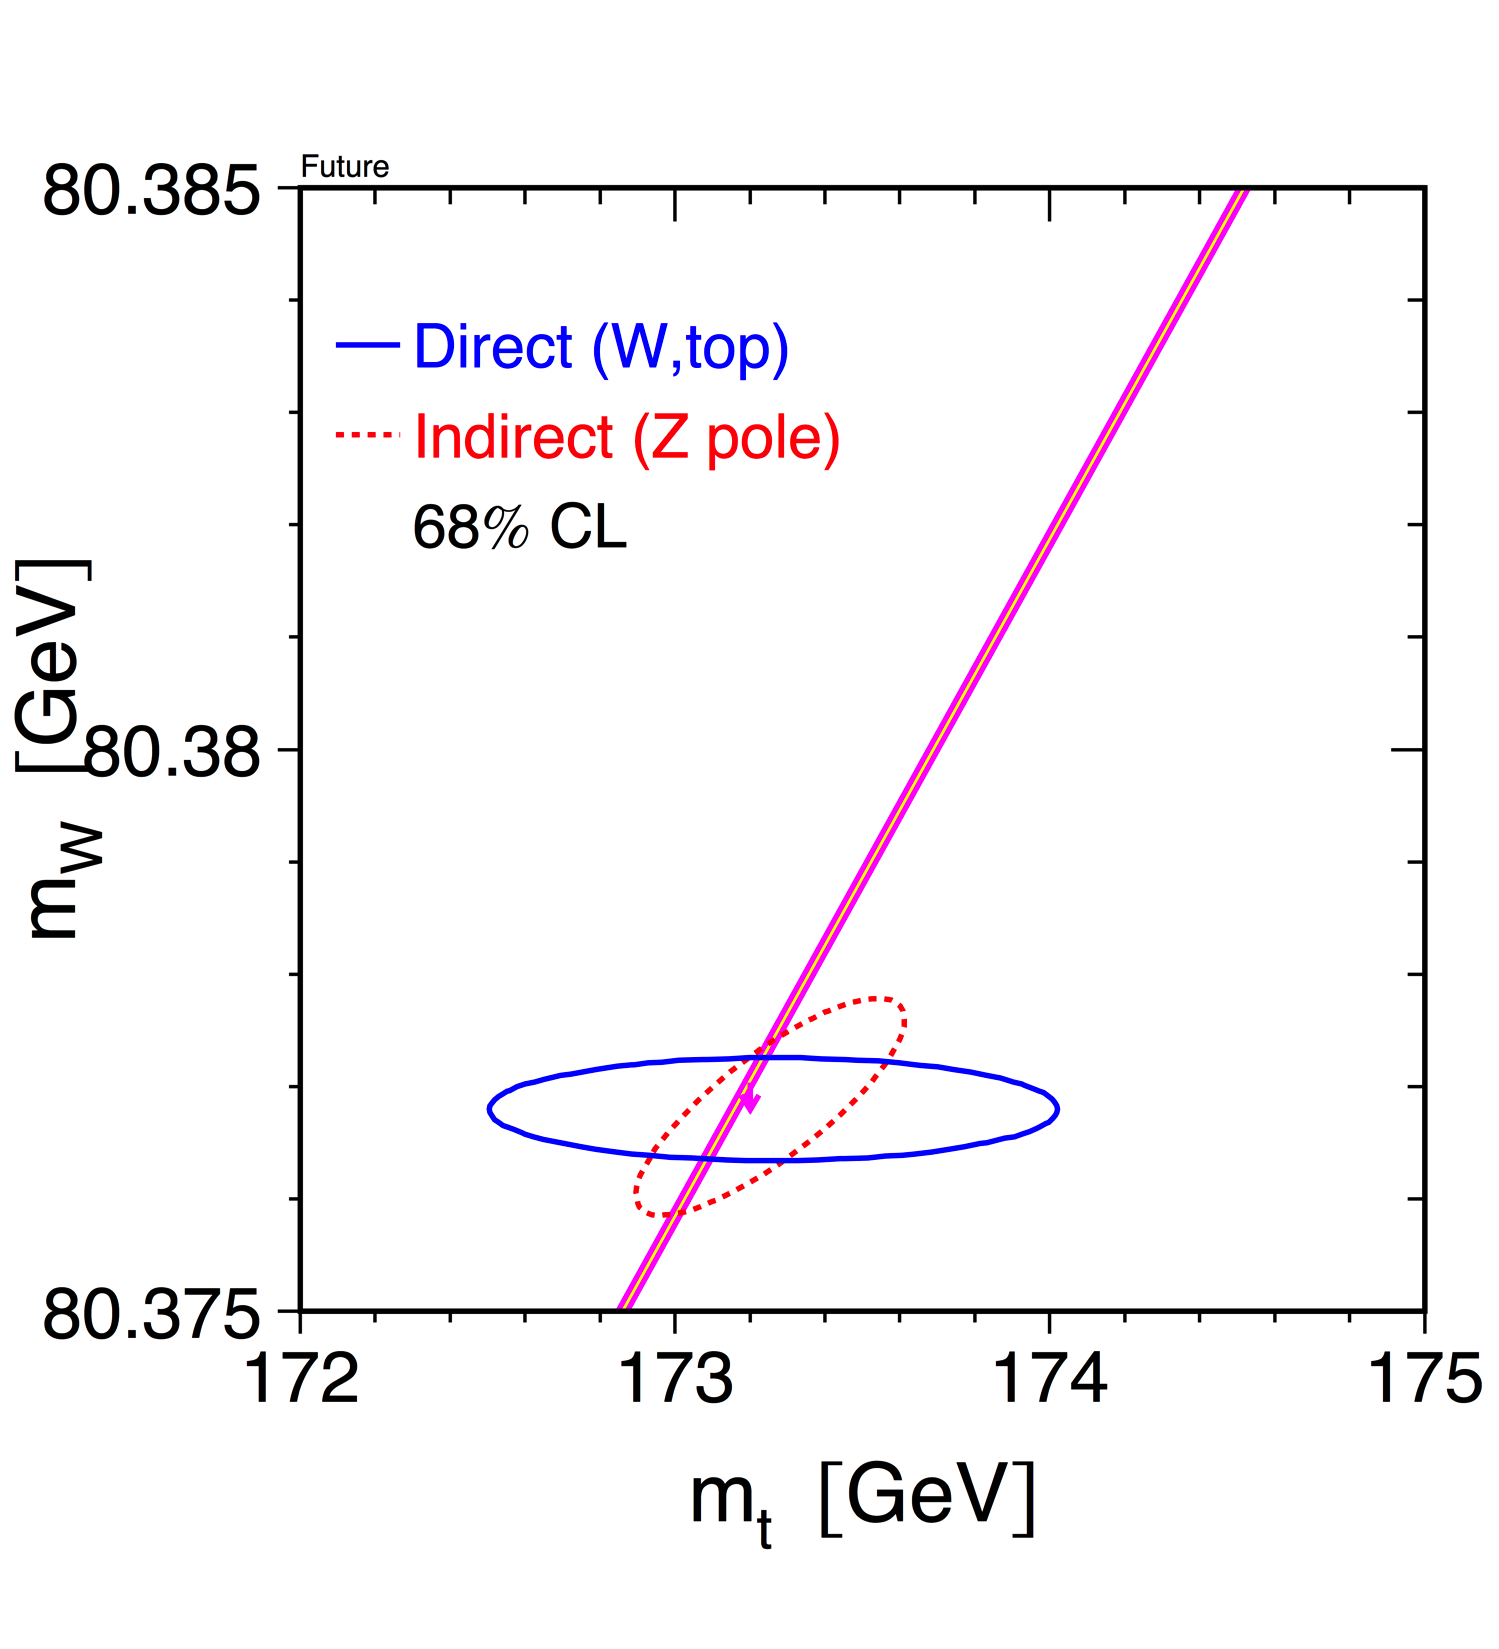 Future
80.385
Direct (W,top)
Indirect (Z pole)
68% CL
m_W [GeV]
80.38
80.375
172 173 174 175
m_t [GeV]